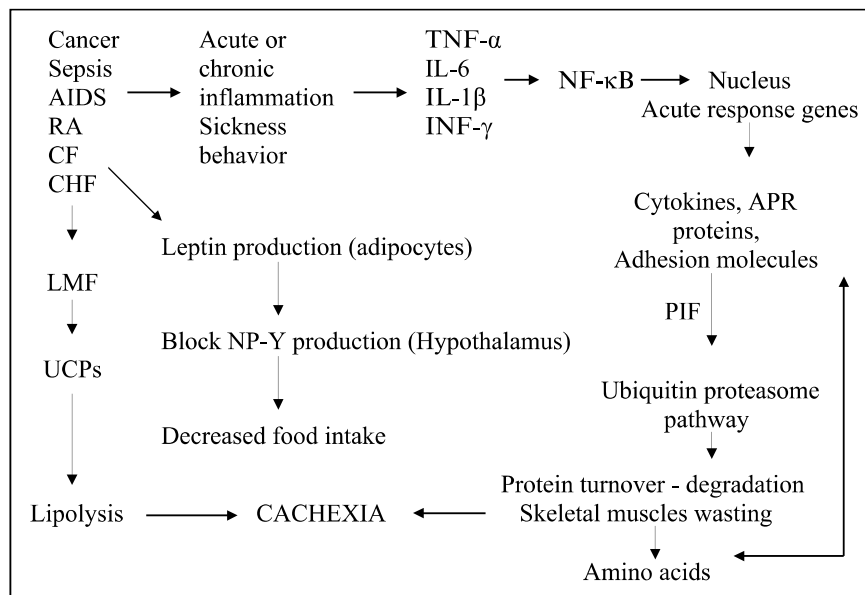 Cancer
Sepsis
AIDS
RA
CF
CHF
Acute or
chronic
inflammation
Sickness
behavior
TNF-α
IL-6
IL-1β
INF-γ
NF-κB
Nucleus
Acute response genes
Cytokines, APR
proteins,
Adhesion molecules
PIF
Leptin production (adipocytes)
LMF
Block NP-Y production (Hypothalamus)
UCPs
Ubiquitin proteasome
pathway
Decreased food intake
Protein turnover - degradation
Skeletal muscles wasting
Lipolysis
CACHEXIA
Amino acids